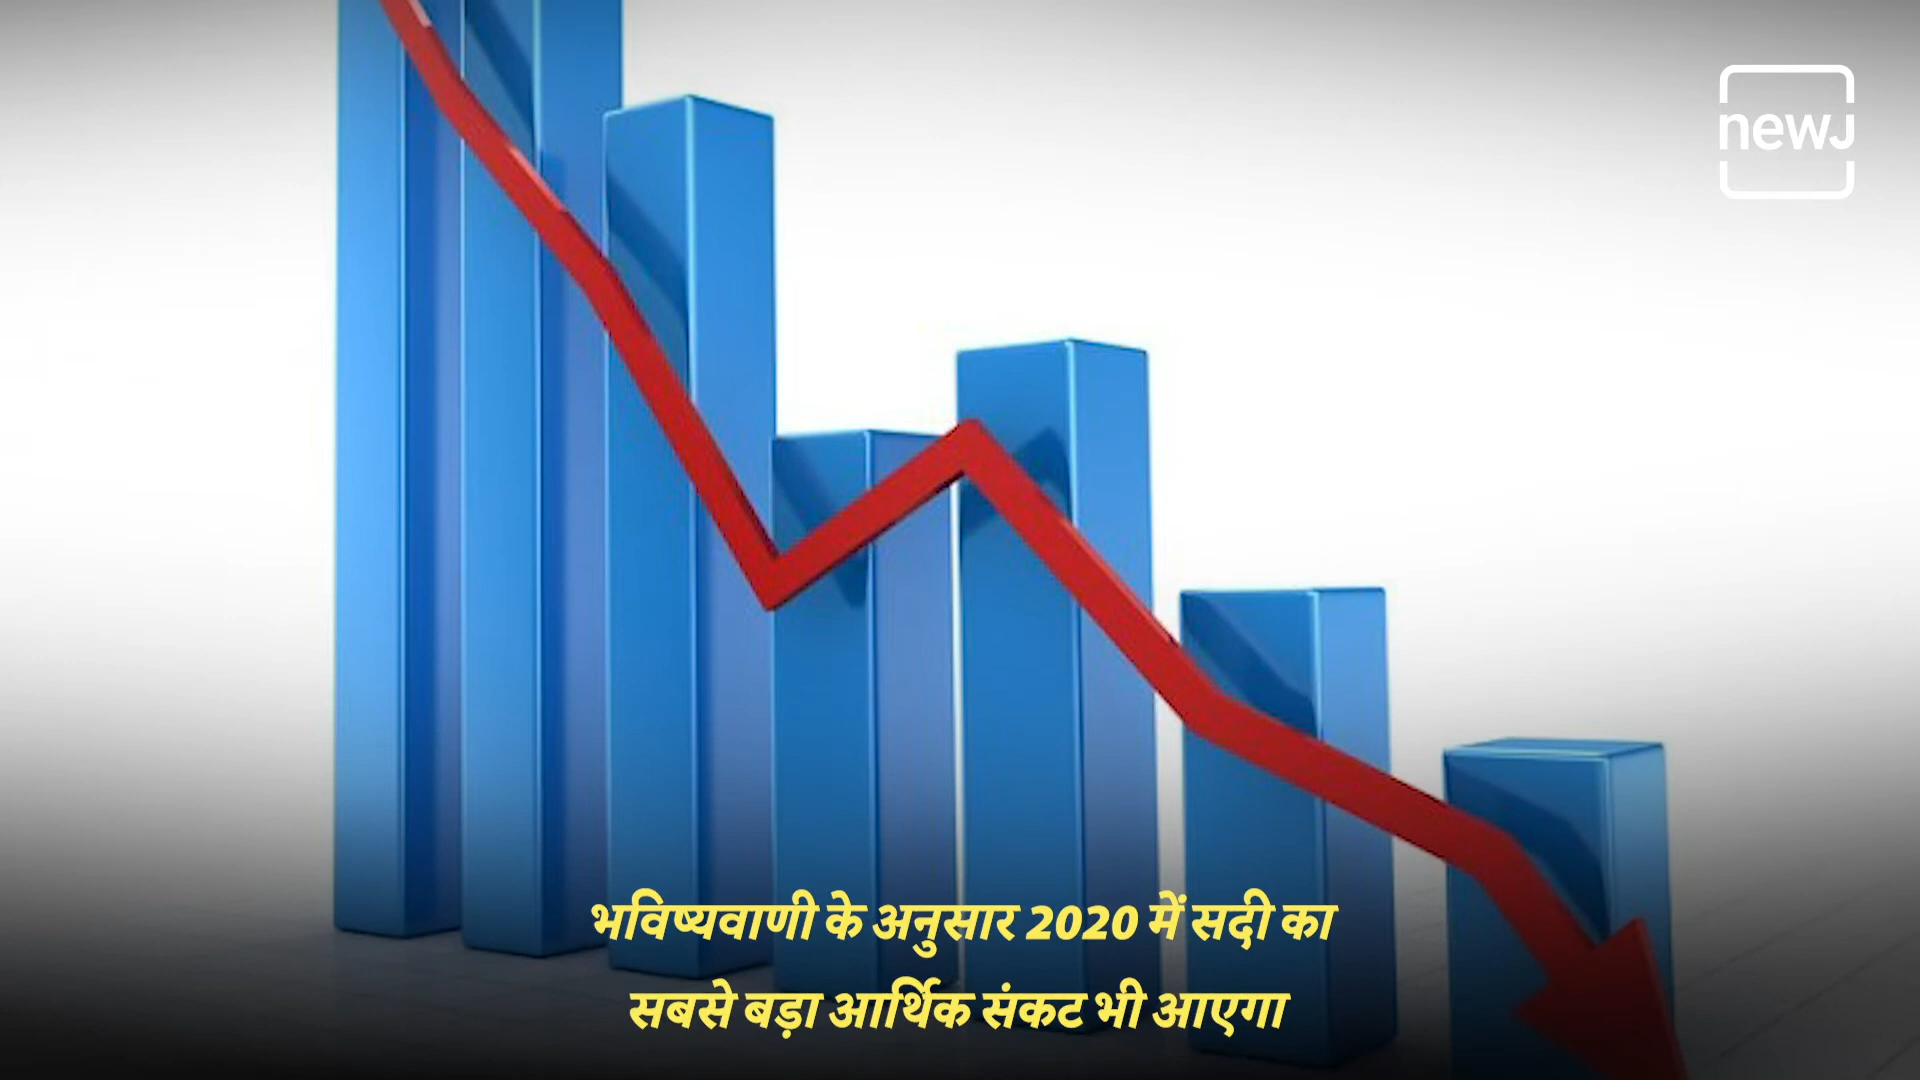 newJ
भविष्यवाणी के अनुसार 2020 में सदी का
सबसे बड़ा आर्थिक संकट भी आएगा